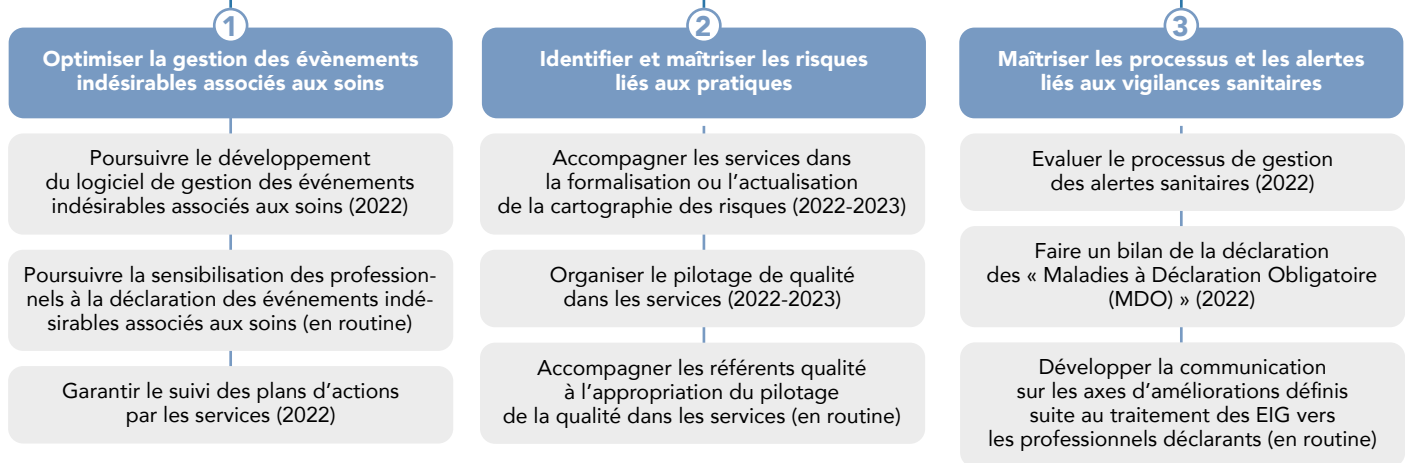 1
Optimiser la gestion des évènements
indésirables associés aux soins
Poursuivre le développement
du logiciel de gestion des événements
indésirables associés aux soins (2022)
Poursuivre la sensibilisation des profession-
nels à la déclaration des événements indé-
sirables associés aux soins (en routine)
Garantir le suivi des plans d’actions
par les services (2022)
2
Identifier et maîtriser les risques
liés aux pratiques
Accompagner les services dans
la formalisation ou l’actualisation
de la cartographie des risques (2022-2023)
Organiser le pilotage de qualité
dans les services (2022-2023)
Accompagner les référents qualité
à l’appropriation du pilotage
de la qualité dans les services (en routine)
3
Maîtriser les processus et les alertes
liés aux vigilances sanitaires
Evaluer le processus de gestion
des alertes sanitaires (2022)
Faire un bilan de la déclaration
des « Maladies à Déclaration Obligatoire
(MDO) » (2022)
Développer la communication
sur les axes d’améliorations définis
suite au traitement des EIG vers
les professionnels déclarants (en routine)